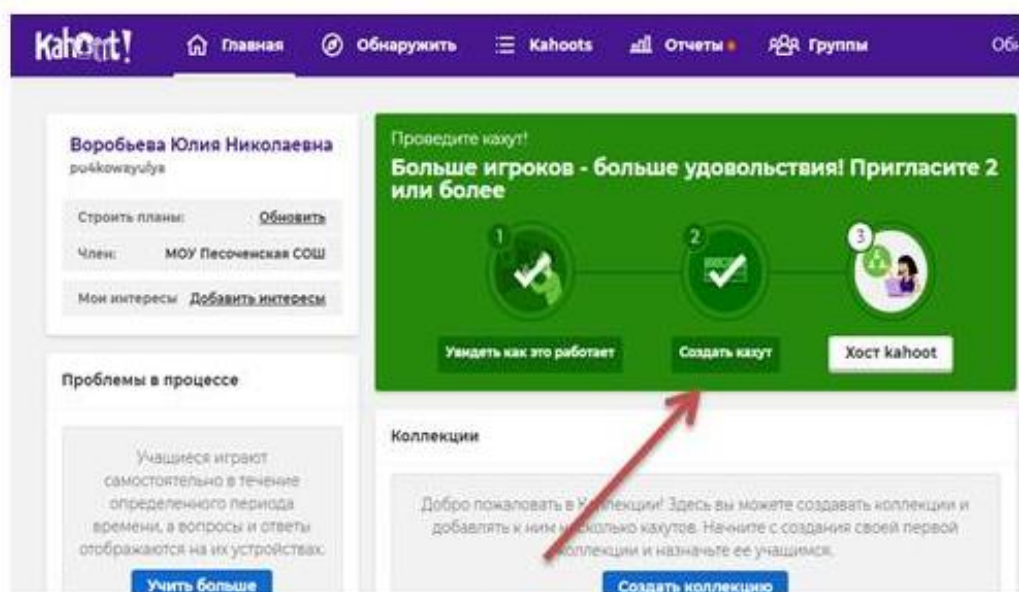 Kahoot!
Главная
Обнаружить
Kahoots
Отчеты
Группы
Воробьева Юлия Николаевна
pu4kowayulya
Строить планы: Обновить
Член: МОУ Песоченская СОШ
Мои интересы Добавить интересы
Проблемы в процессе
Учащиеся играют
самостоятельно в течение
определенного периода
времени, а вопросы и ответы
отображаются на их устройствах.
Учить больше
Проведите кахут!
Больше игроков - больше удовольствия! Пригласите 2
или более
1
2
3
Увидеть как это работает
Создать кахут
Хост kahoot
Коллекции
Добро пожаловать в Коллекции! Здесь вы можете создавать коллекции и
добавлять к ним несколько кахутов. Начните с создания своей первой
коллекции и назначьте ее учащимся.
Создать коллекцию